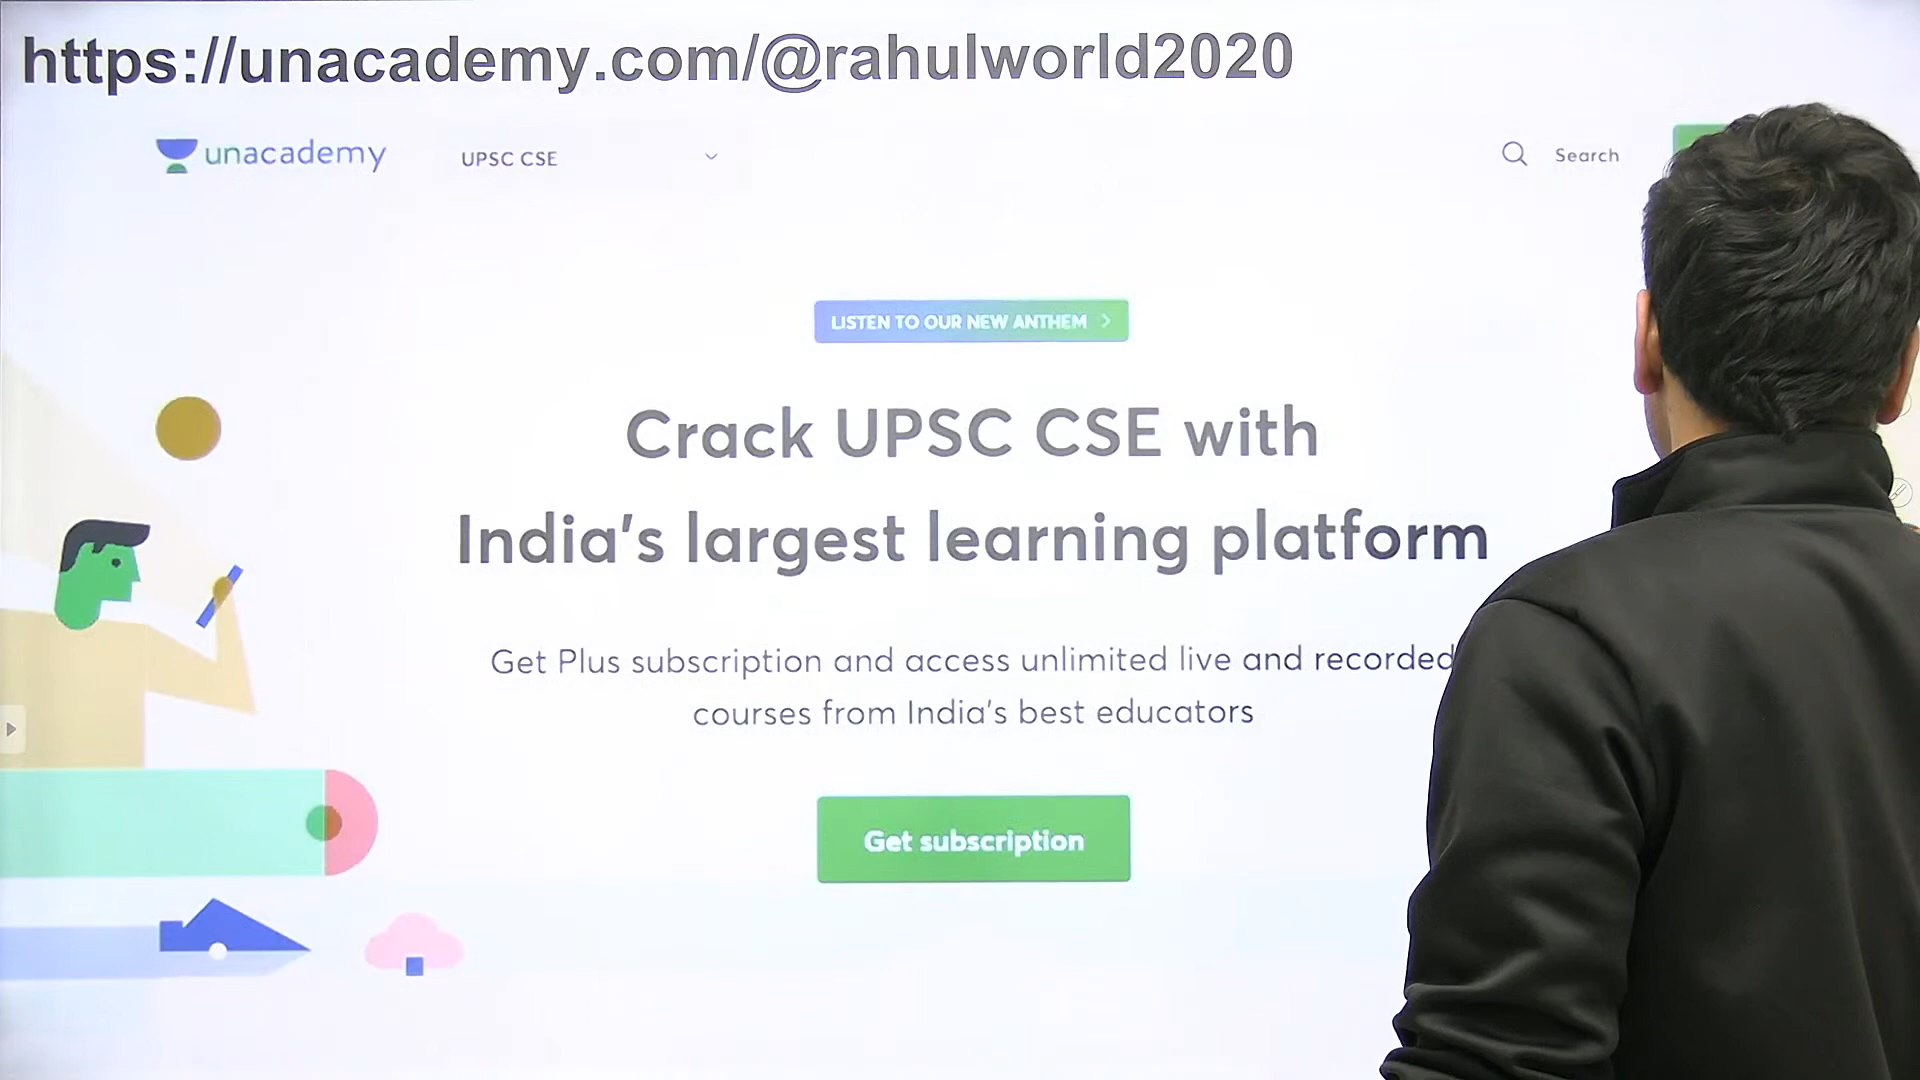 https://unacademy.com/@rahulworld2020
unacademy
UPSC CSE
Search
LISTEN TO OUR NEW ANTHEM
Crack UPSC CSE with
India's largest learning platform
Get Plus subscription and access unlimited live and recorded
courses from India's best educators
Get subscription